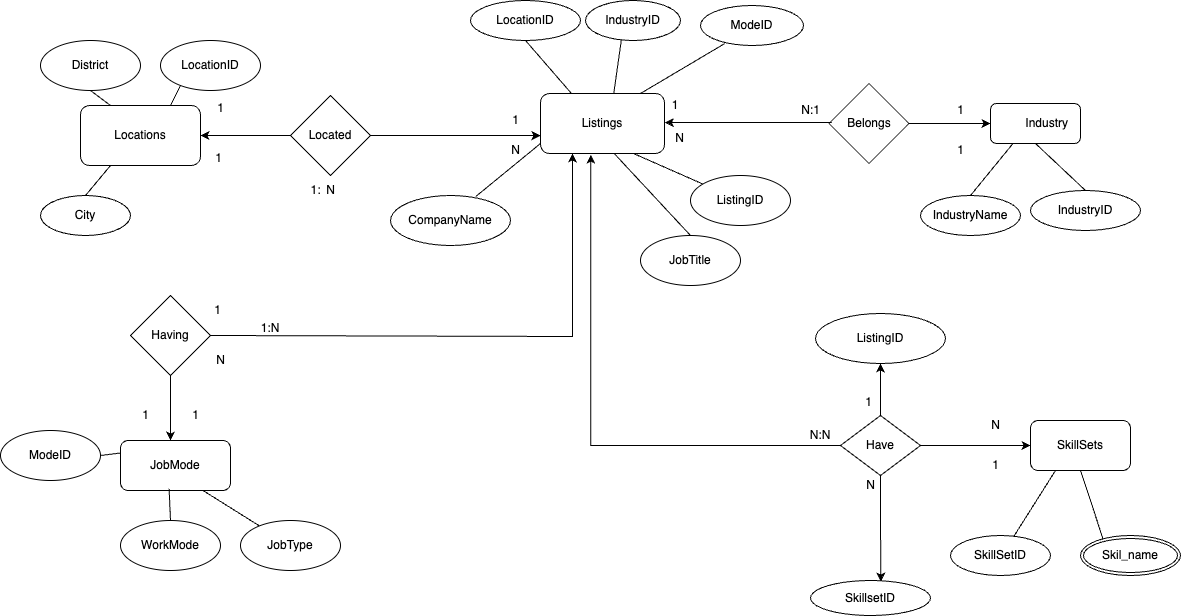 LocationID
IndustryID
ModeID
District
LocationID
1
1
N:1
1
1
Locations
Located
Listings
Belongs
Industry
1
N
N
1
1: N
City
CompanyName
ListingID
IndustryName
IndustryID
JobTitle
1
Having
1:N
N
ListingID
1
1
1
N
N:N
Have
SkillSets
ModeID
JobMode
1
N
WorkMode
JobType
SkillSetID
Skil_name
SkillsetID